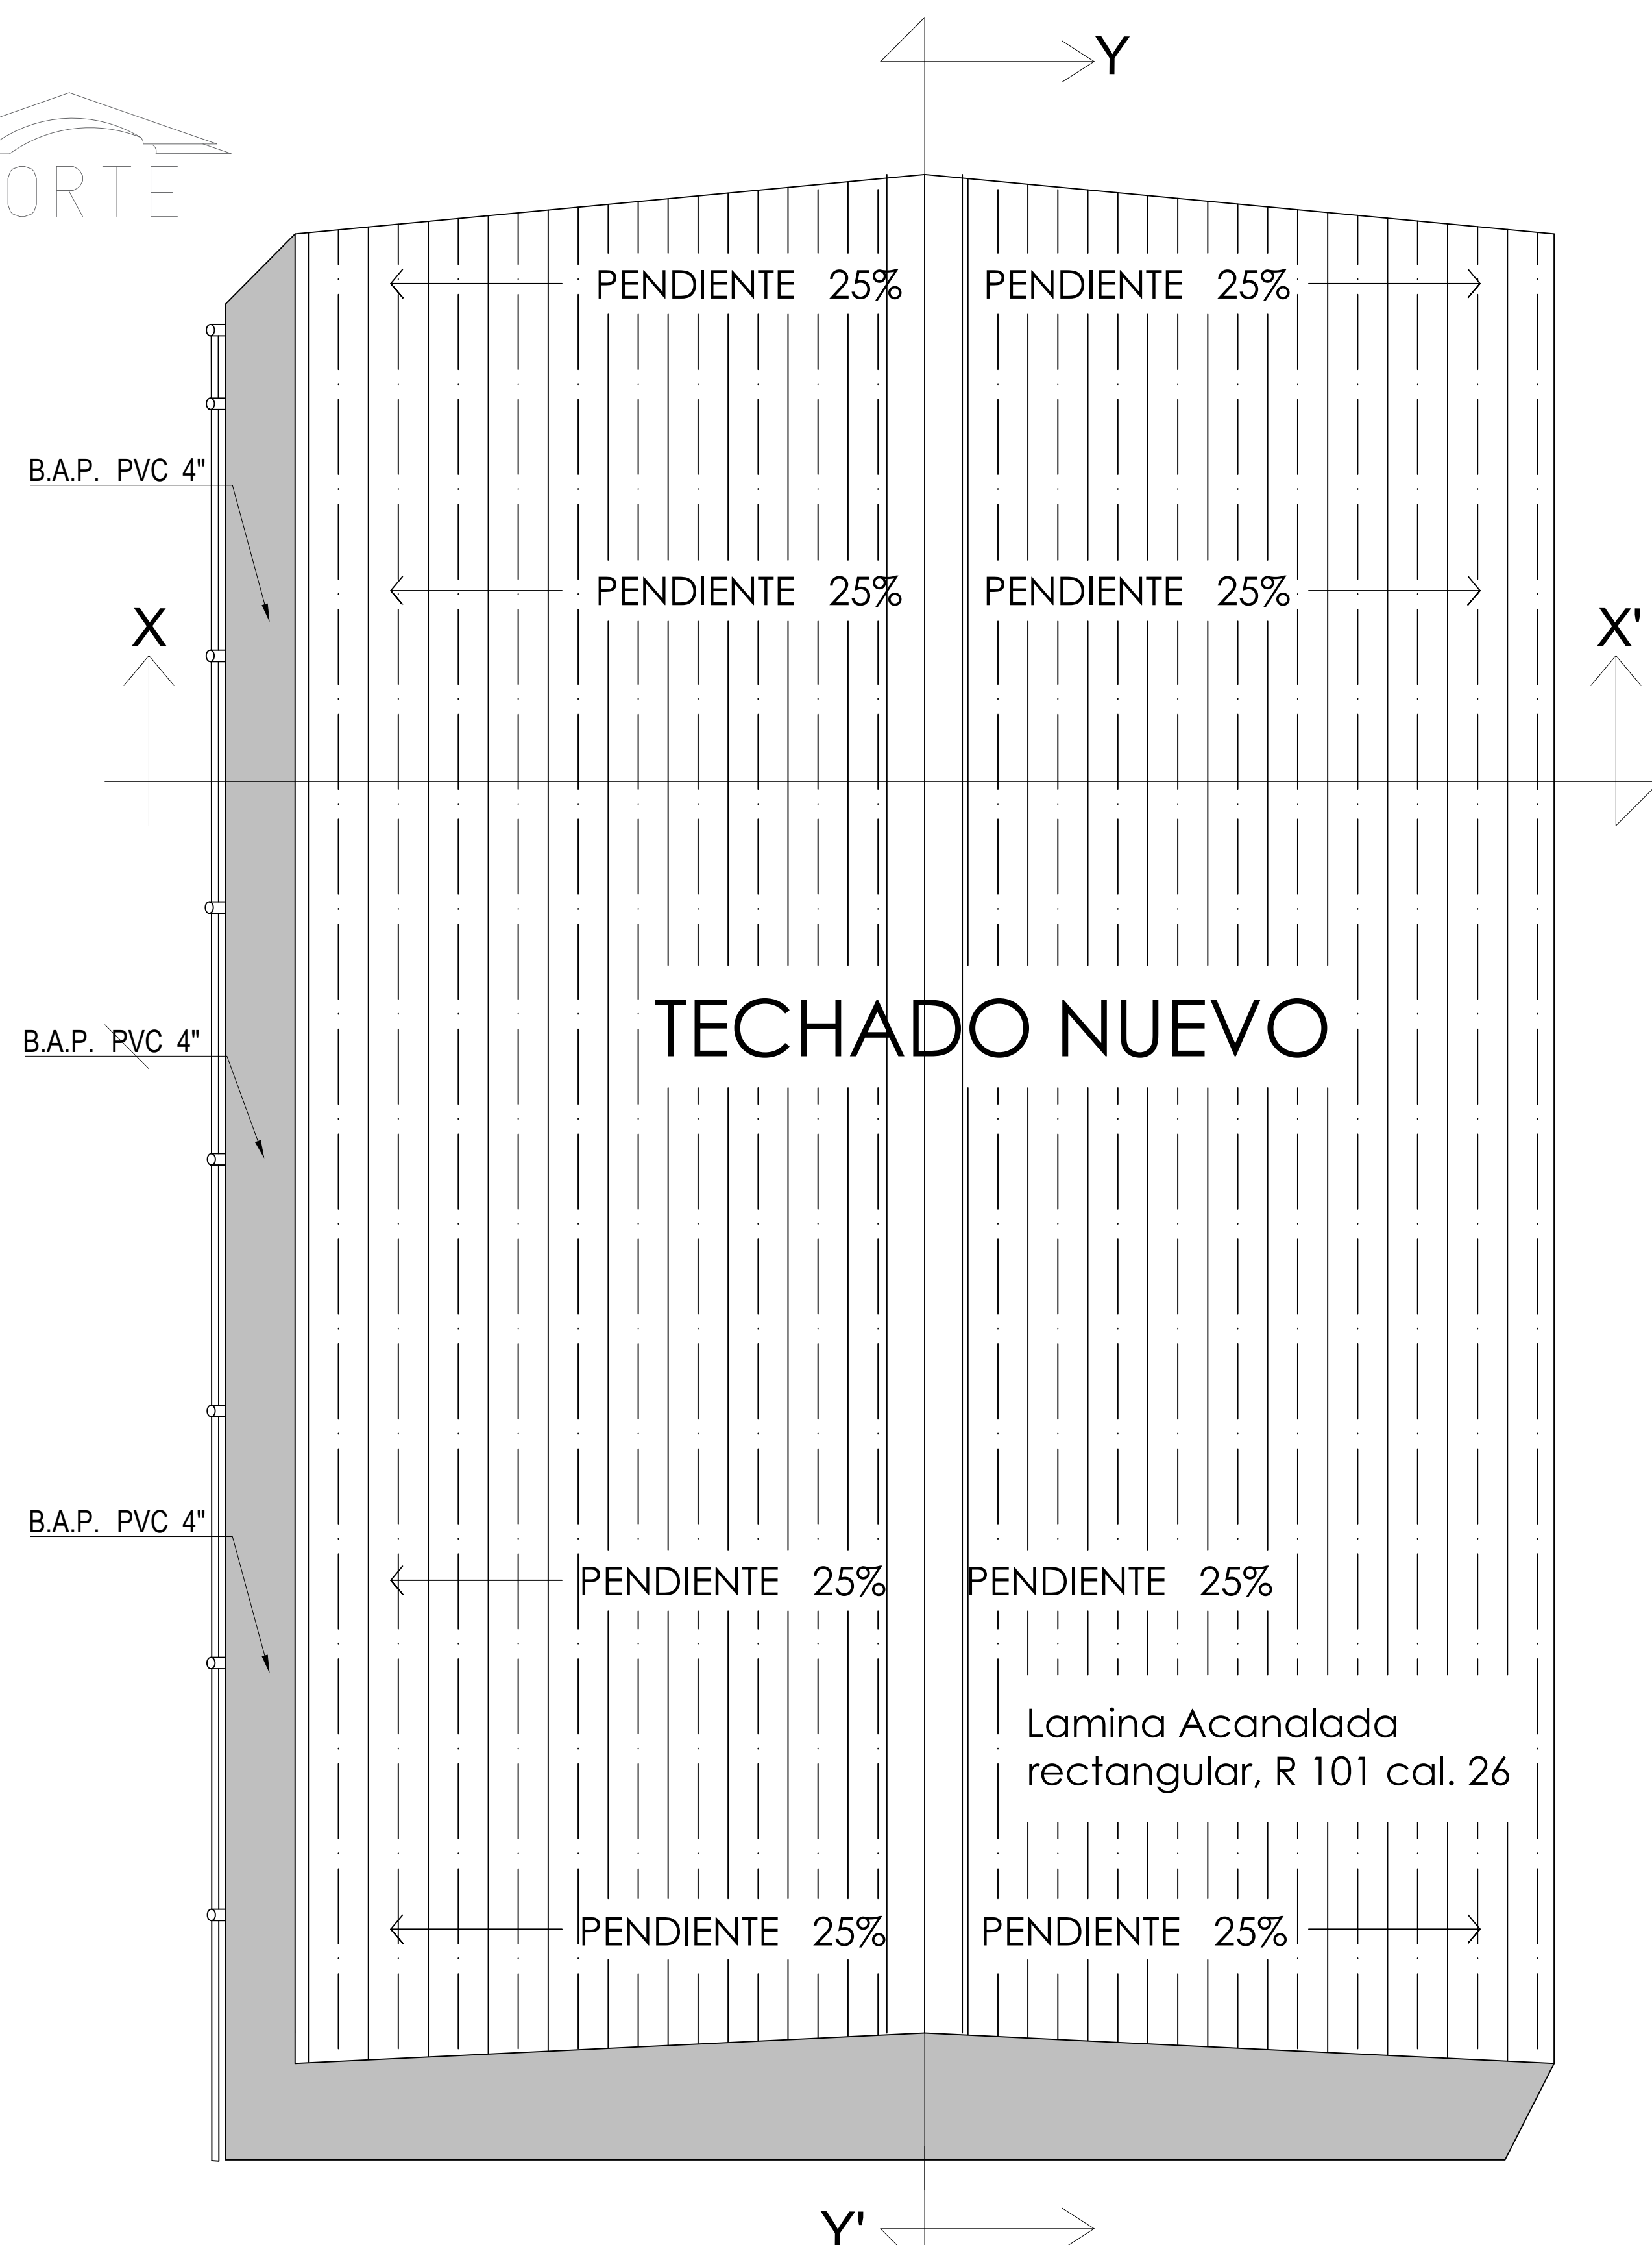 Y
ORTE
PENDIENTE 25% PENDIENTE 25%
B.A.P. PVC 4"
PENDIENTE 25% PENDIENTE 25%
X X'
TECHADO NUEVO
B.A.P. PVC 4"
B.A.P. PVC 4"
PENDIENTE 25% PENDIENTE 25%
Lamina Acanalada
rectangular, R 101 cal. 26
PENDIENTE 25% PENDIENTE 25%
Y'